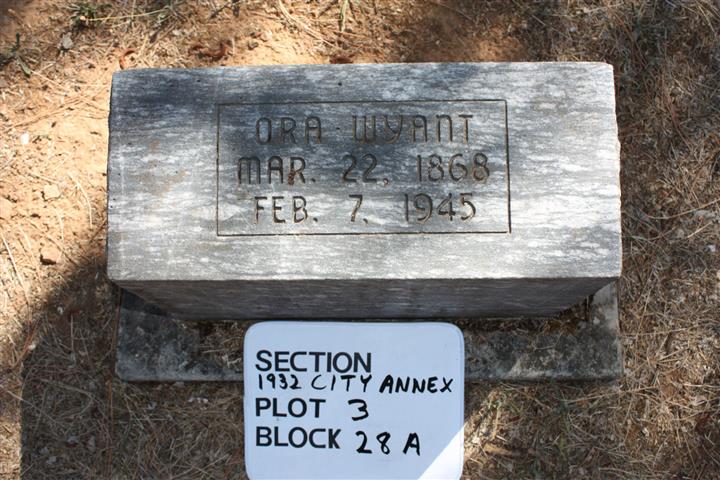 ORA WYANT
MAR. 22, 1868
FEB. 7, 1945
SECTION
1932 CITY ANNEX
PLOT 3
BLOCK 28 A